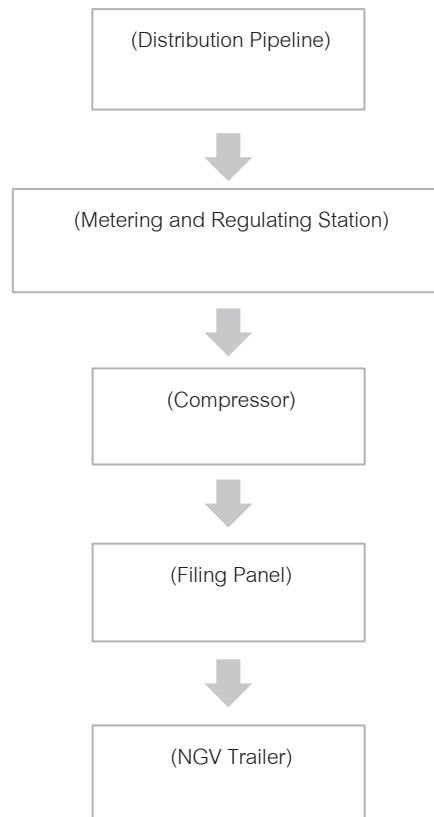 (Distribution Pipeline)
(Metering and Regulating Station)
(Compressor)
(Filing Panel)
(NGV Trailer)